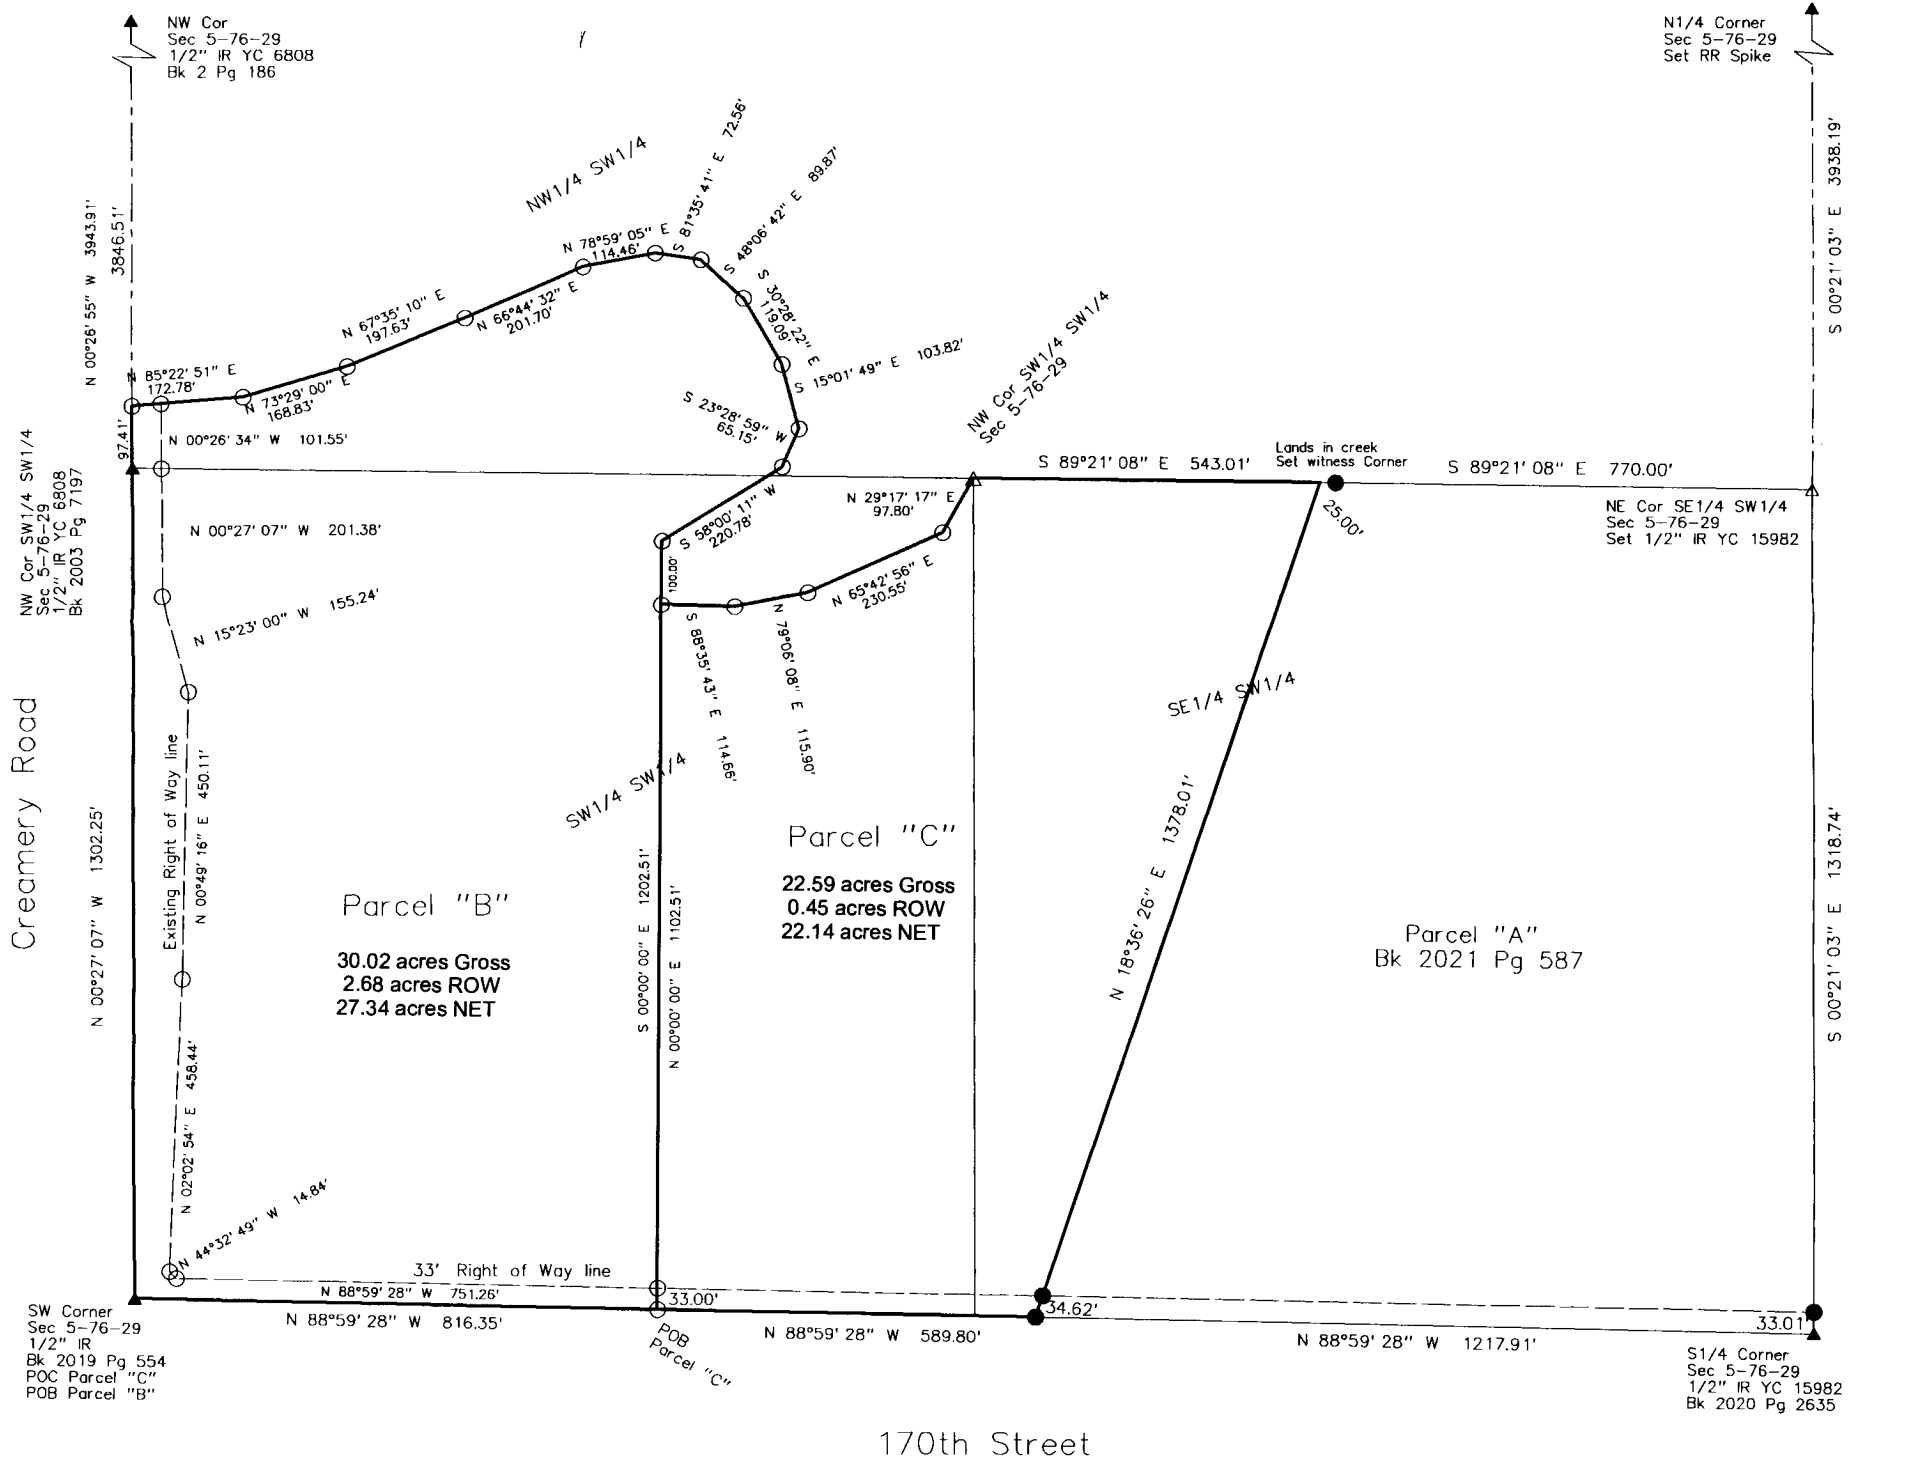 NW Cor
Sec 5-76-29
1/2" IR YC 6808
Bk 2 Pg 186
N1/4 Corner
Sec 5-76-29
Set RR Spike
N 00°26' 55" W 3943.91'
3846.51'
S 00°21' 03" E 3938.19'
NW1/4 SW1/4
N 85°22' 51" E
172.78'
N 73°29' 00" E
168.83'
N 67°35' 10" E
197.63'
N 66°44' 32" E
201.70'
N 78°59' 05" E
114.46'
S 81°35' 41" E 72.56'
S 48°06' 42" E 89.87'
S 30°28' 22" E
119.09'
S 15°01' 49" E 103.82'
S 23°28' 59" W
65.15'
S 58°00' 11" W
220.78'
97.41'
N 00°26' 34" W 101.55'
NW Cor SW1/4 SW1/4
Sec 5-76-29
1/2" IR YC 6808
Bk 2003 Pg 7197
NW Cor SW1/4 SW1/4
Sec 5-76-29
S 89°21' 08" E 543.01'
Lands in creek
Set witness Corner
S 89°21' 08" E 770.00'
25.00'
NE Cor SE1/4 SW1/4
Sec 5-76-29
Set 1/2" IR YC 15982
N 29°17' 17" E
97.80'
N 65°42' 56" E
230.55'
N 79°06' 08" E 115.90'
S 88°35' 43" E 114.66'
100.00'
N 00°27' 07" W 201.38'
N 15°23' 00" W 155.24'
Existing Right of Way line
N 00°49' 16" E 450.11'
N 02°02' 54" E 458.44'
N 44°32' 49" W 14.84'
Creamery Road
N 00°27' 07" W 1302.25'
SW1/4 SW1/4
SE1/4 SW1/4
Parcel "B"
30.02 acres Gross
2.68 acres ROW
27.34 acres NET
S 00°00' 00" E 1202.51'
N 00°00' 00" E 1102.51'
Parcel "C"
22.59 acres Gross
0.45 acres ROW
22.14 acres NET
N 18°36' 26" E 1378.01'
Parcel "A"
Bk 2021 Pg 587
S 00°21' 03" E 1318.74'
33' Right of Way line
N 88°59' 28" W 751.26'
33.00'
34.62'
33.01'
N 88°59' 28" W 816.35'
N 88°59' 28" W 589.80'
N 88°59' 28" W 1217.91'
SW Corner
Sec 5-76-29
1/2" IR
Bk 2019 Pg 554
POC Parcel "C"
POB Parcel "B"
POB
Parcel "C"
S1/4 Corner
Sec 5-76-29
1/2" IR YC 15982
Bk 2020 Pg 2635
170th Street